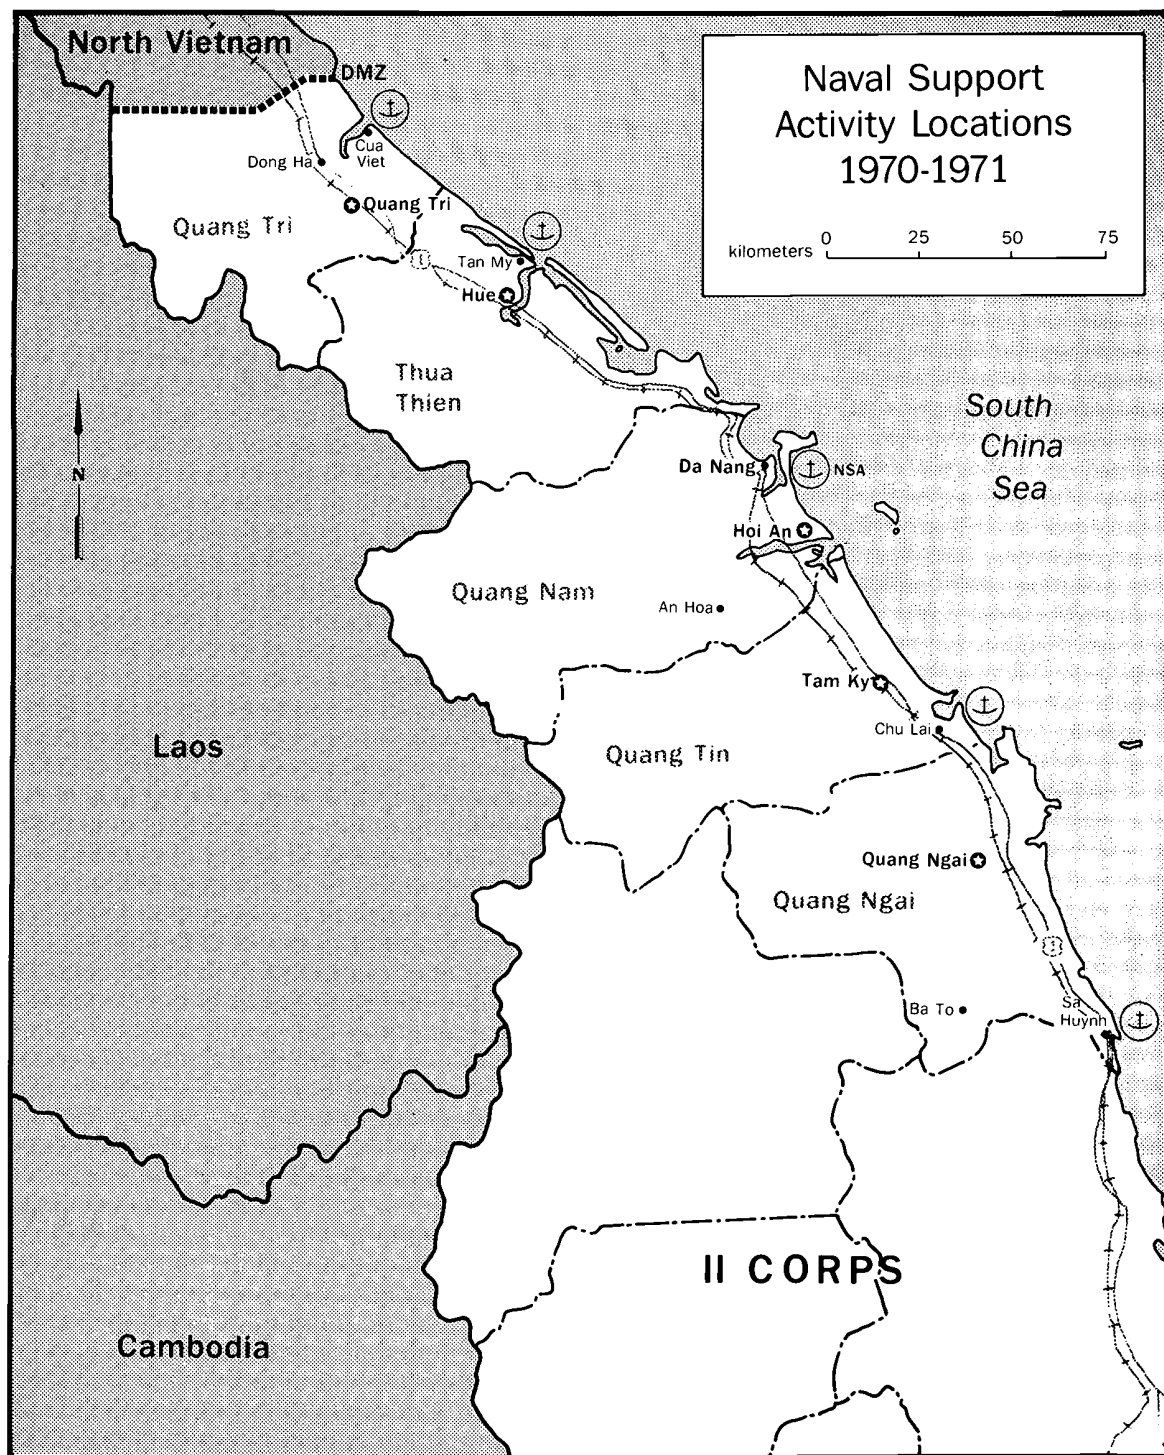 North Vietnam
DMZ
Naval Support
Activity Locations
1970-1971
kilometers 0 25 50 75
Cua
Viet
Dong Ha
Quang Tri
Quang Tri
1
Tan My
Hue
Thua
Thien
N
South
China
Sea
Da Nang
NSA
Hoi An
Quang Nam
An Hoa
Tam Ky
Chu Lai
Laos
Quang Tin
Quang Ngai
Quang Ngai
1
Ba To
Sa
Huynh
II CORPS
Cambodia